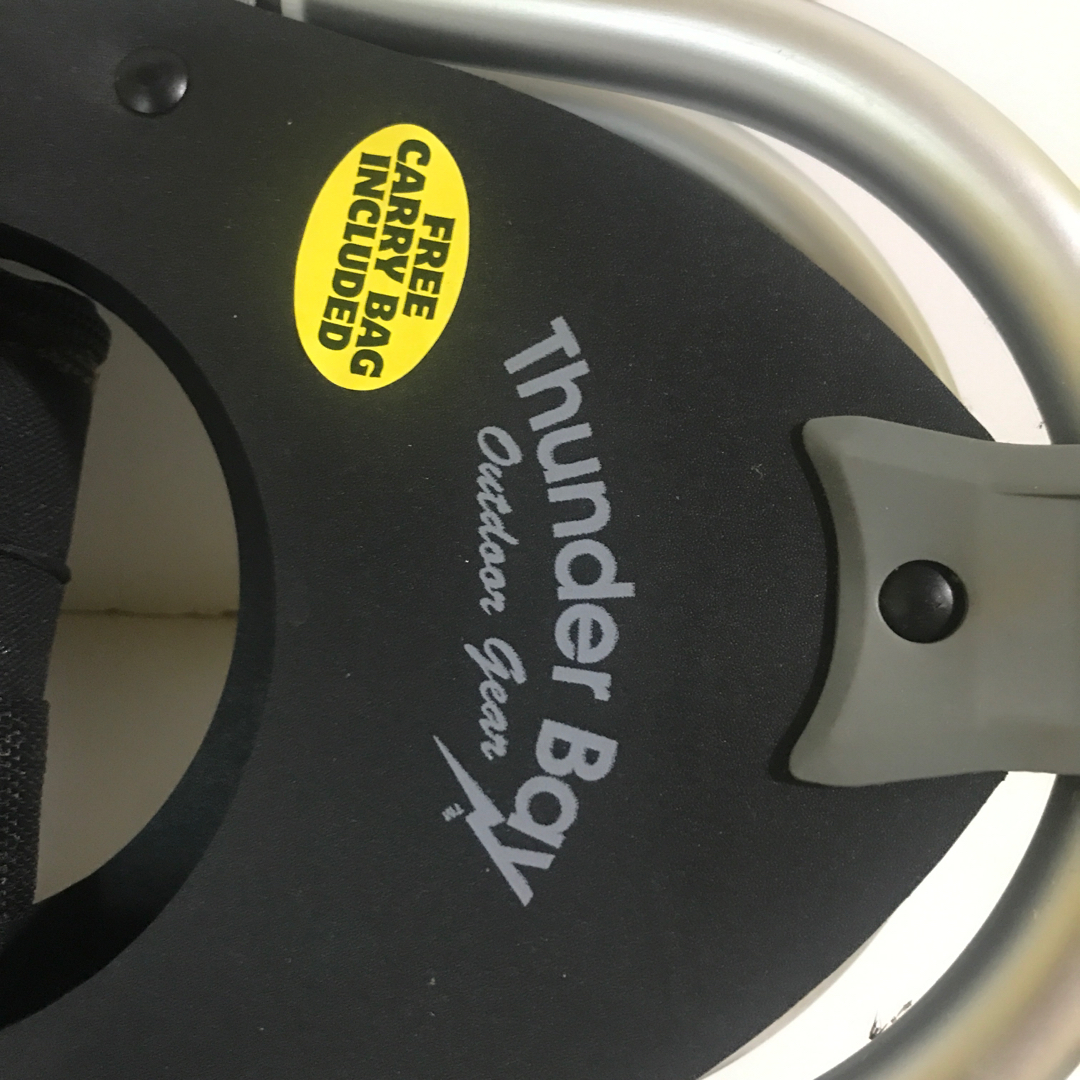 FREE
CARRY BAG
INCLUDED
Thunder Bay
Outdoor Gear